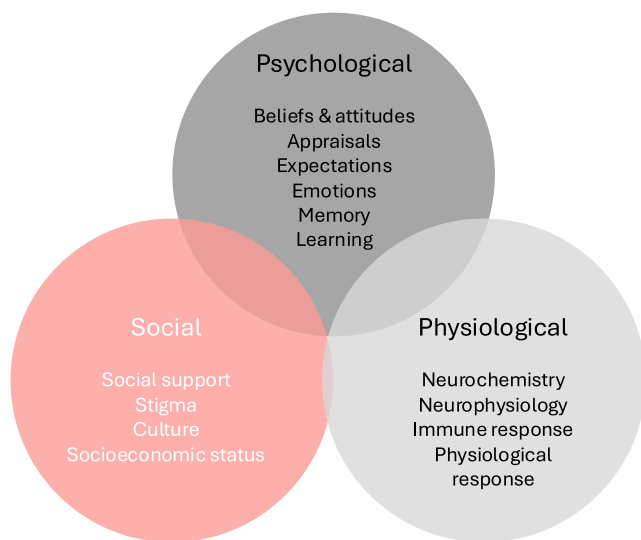 Psychological
Beliefs & attitudes
Appraisals
Expectations
Emotions
Memory
Learning
Social
Social support
Stigma
Culture
Socioeconomic status
Physiological
Neurochemistry
Neurophysiology
Immune response
Physiological
response